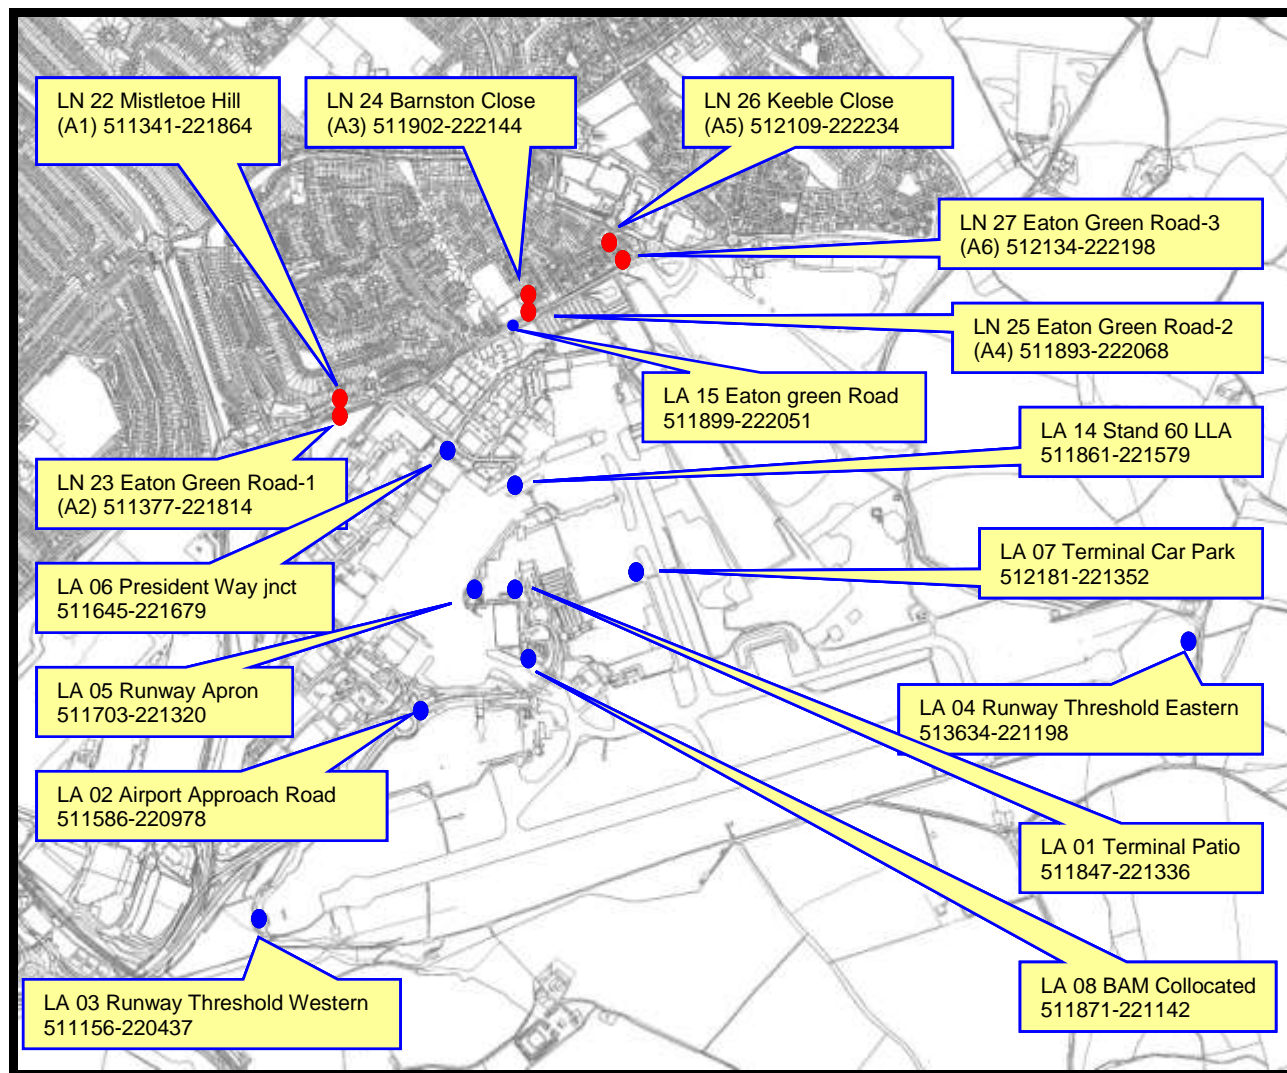 LN 22 Mistletoe Hill
(A1) 511341-221864
LN 24 Barnston Close
(A3) 511902-222144
LN 26 Keeble Close
(A5) 512109-222234
LN 27 Eaton Green Road-3
(A6) 512134-222198
LN 25 Eaton Green Road-2
(A4) 511893-222068
LA 15 Eaton green Road
511899-222051
LA 14 Stand 60 LLA
511861-221579
LN 23 Eaton Green Road-1
(A2) 511377-221814
LA 07 Terminal Car Park
512181-221352
LA 06 President Way jnct
511645-221679
LA 05 Runway Apron
511703-221320
LA 04 Runway Threshold Eastern
513634-221198
LA 02 Airport Approach Road
511586-220978
LA 01 Terminal Patio
511847-221336
LA 03 Runway Threshold Western
511156-220437
LA 08 BAM Collocated
511871-221142